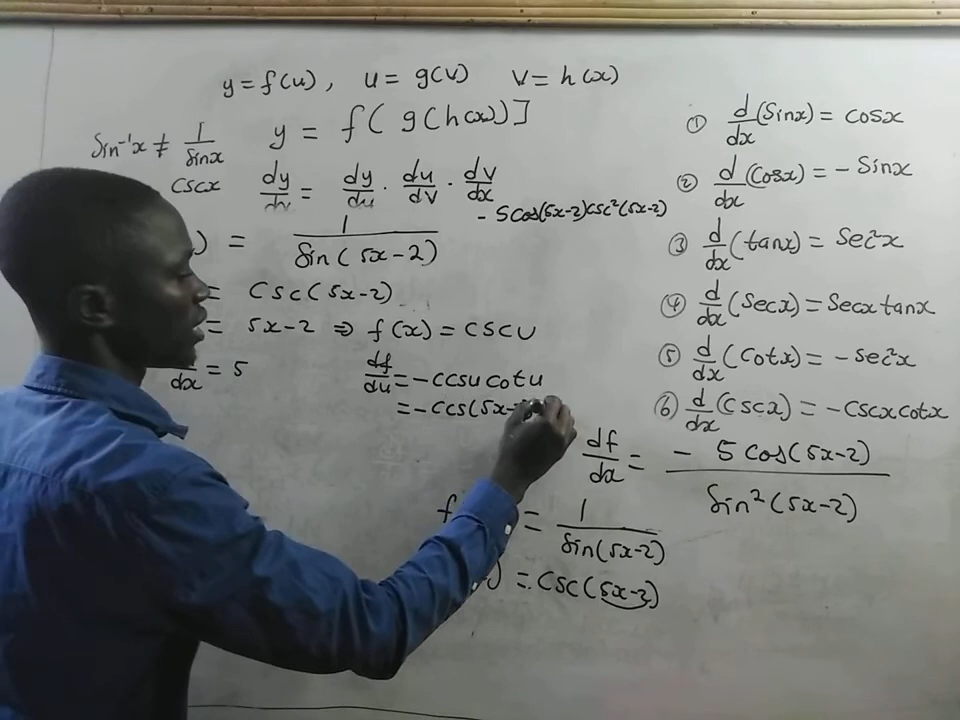 y = f(u), u = g(v) v = h(x)
y = f( g(h(x))]
Sin⁻¹x ≠ 1/Sinx
cscx
dy/dx = dy/du · du/dv · dv/dx
- 5cos(5x-2)csc²(5x-2)
) = 1/Sin(5x-2)
= csc(5x-2)
= 5x-2 ⇒ f(x) = cscu
dx = 5
df/du = -ccsu cotu
= -ccs(5x-
① d/dx (Sinx) = cosx
② d/dx (Cosx) = - Sinx
③ d/dx (tanx) = Sec²x
④ d/dx (Secx) = Secx tanx
⑤ d/dx (Cotx) = - Sec²x
⑥ d/dx (cscx) = -cscx cotx
df/dx = - 5 cos(5x-2)/Sin²(5x-2)
f = 1/Sin(5x-2)
) = csc(5x-2)